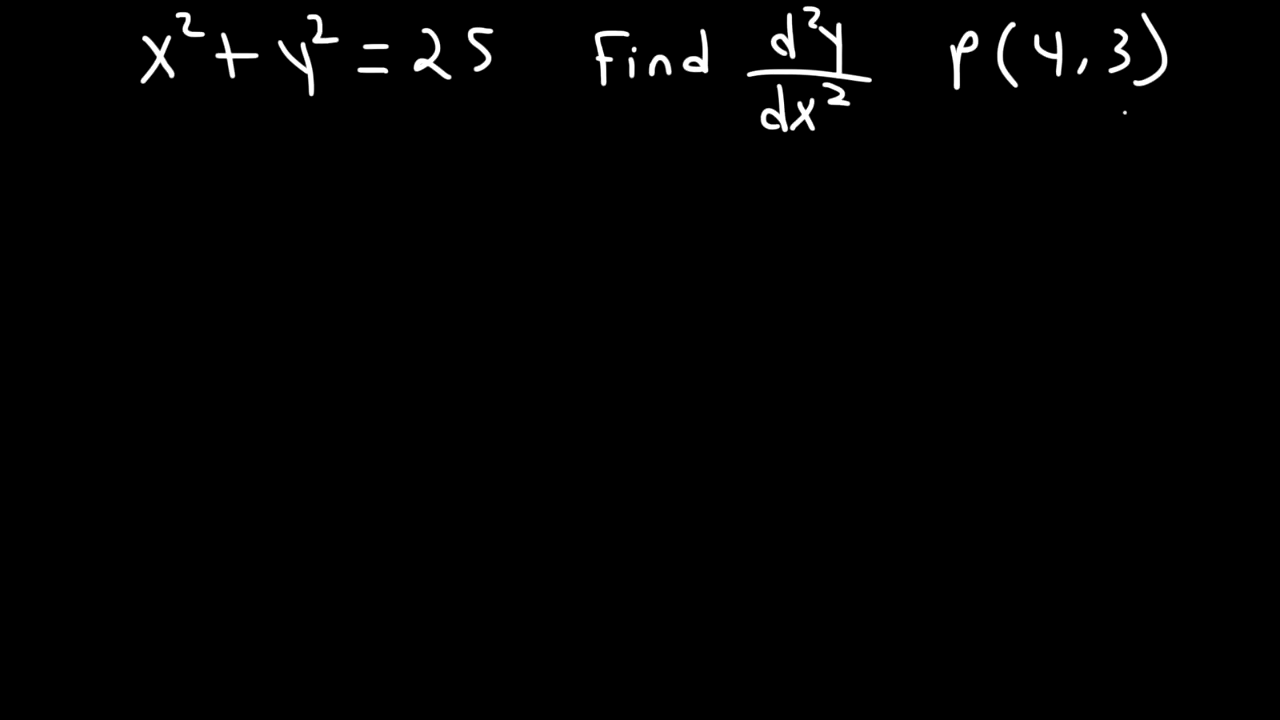 x² + y² = 25 Find d²y/dx² P(4,3)